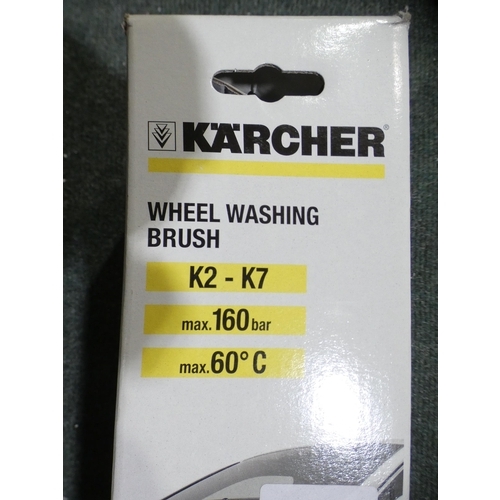 KÄRCHER®
WHEEL WASHING
BRUSH
K2 - K7
max.160 bar
max.60° C